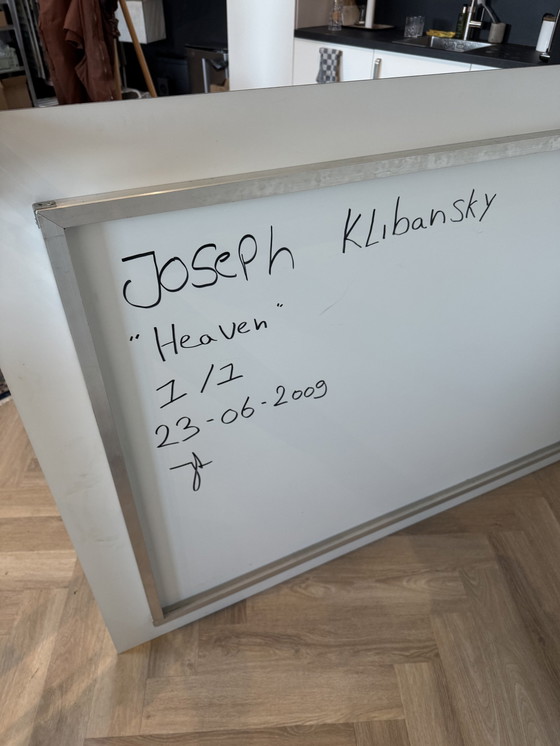 Joseph Klibansky
"Heaven"
1/1
23-06-2009